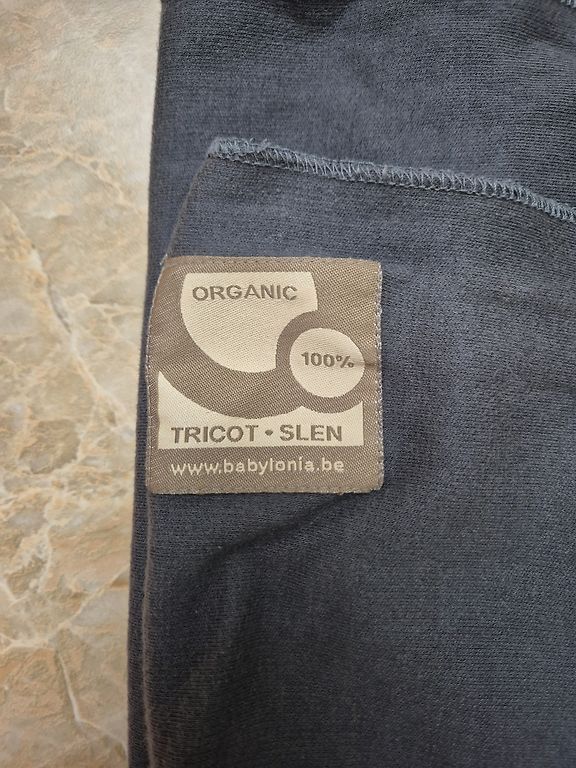 ORGANIC
100%
TRICOT • SLEN
www.babylonia.be